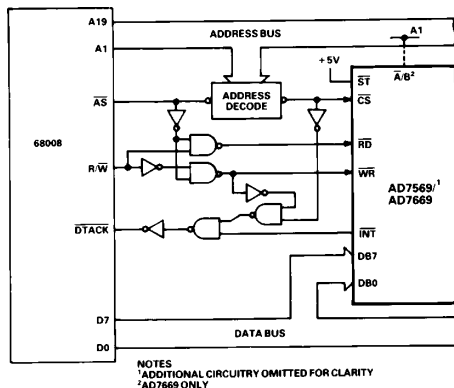 A19
ADDRESS BUS
A1
A1
+5V
A/B²
ST
AS
ADDRESS
DECODE
CS
68008
RD
R/W
WR
AD7569/¹
AD7669
DTACK
INT
DB7
DB0
D7
DATA BUS
D0
NOTES
¹ADDITIONAL CIRCUITRY OMITTED FOR CLARITY
²AD7669 ONLY